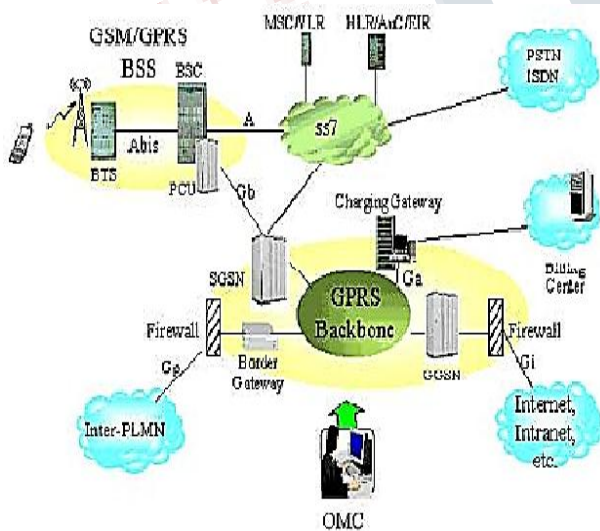 GSM/GPRS
BSS
MSC/VLR
HLR/AuC/EIR
PSTN
ISDN
BSC
A
ss7
Abis
BTS
PCU
Gb
Charging Gateway
SGSN
Ga
Billing
Center
GPRS
Backbone
Firewall
Firewall
Gp
Border
Gateway
GGSN
Gi
Inter-PLMN
Internet,
Intranet,
etc.
OMC